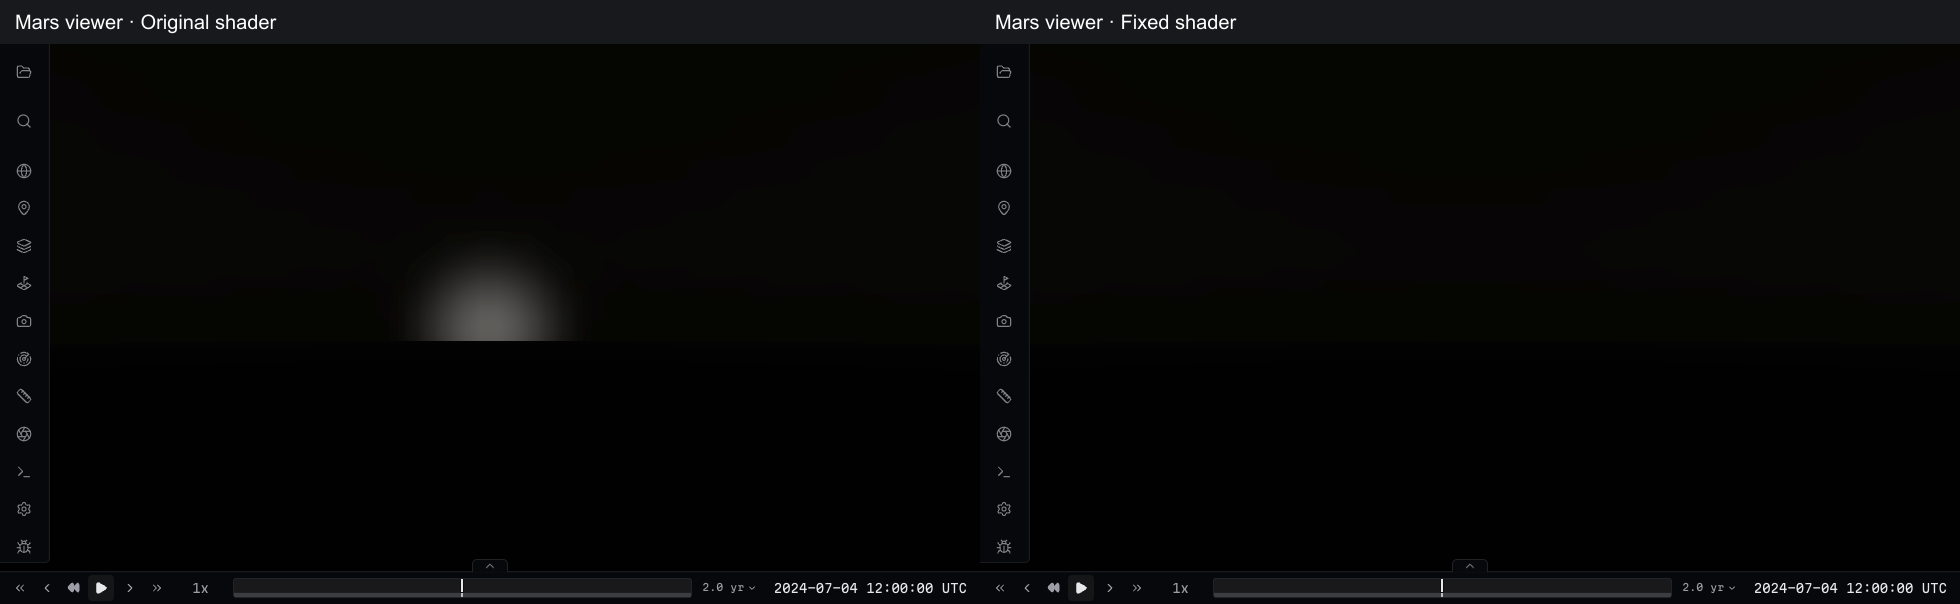 Mars viewer · Original shader
Mars viewer · Fixed shader
1x
2.0 yr
2024-07-04 12:00:00 UTC
1x
2.0 yr
2024-07-04 12:00:00 UTC